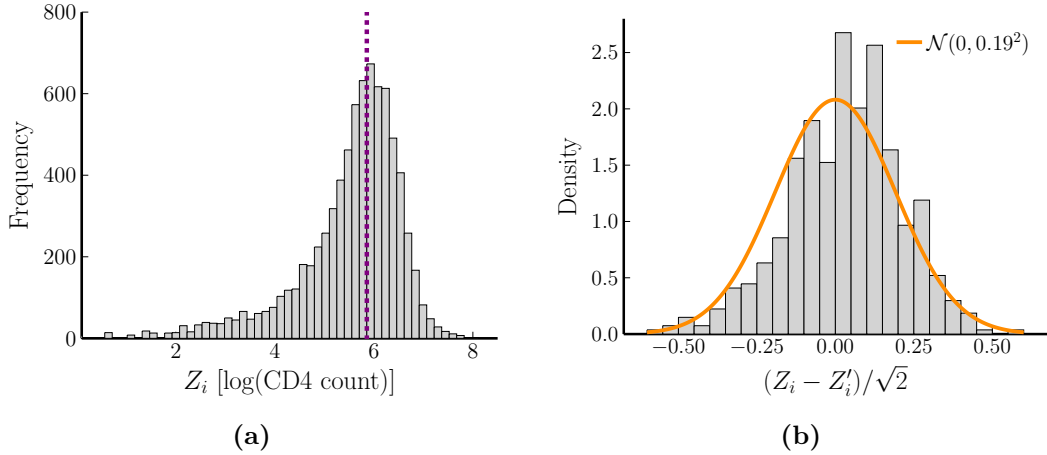 800
600
400
200
0
Frequency
2 4 6 8
Z_i [log(CD4 count)]
(a)
2.5
2.0
1.5
1.0
0.5
0.0
Density
N(0, 0.19²)
−0.50 −0.25 0.00 0.25 0.50
(Z_i − Z′_i)/√2
(b)